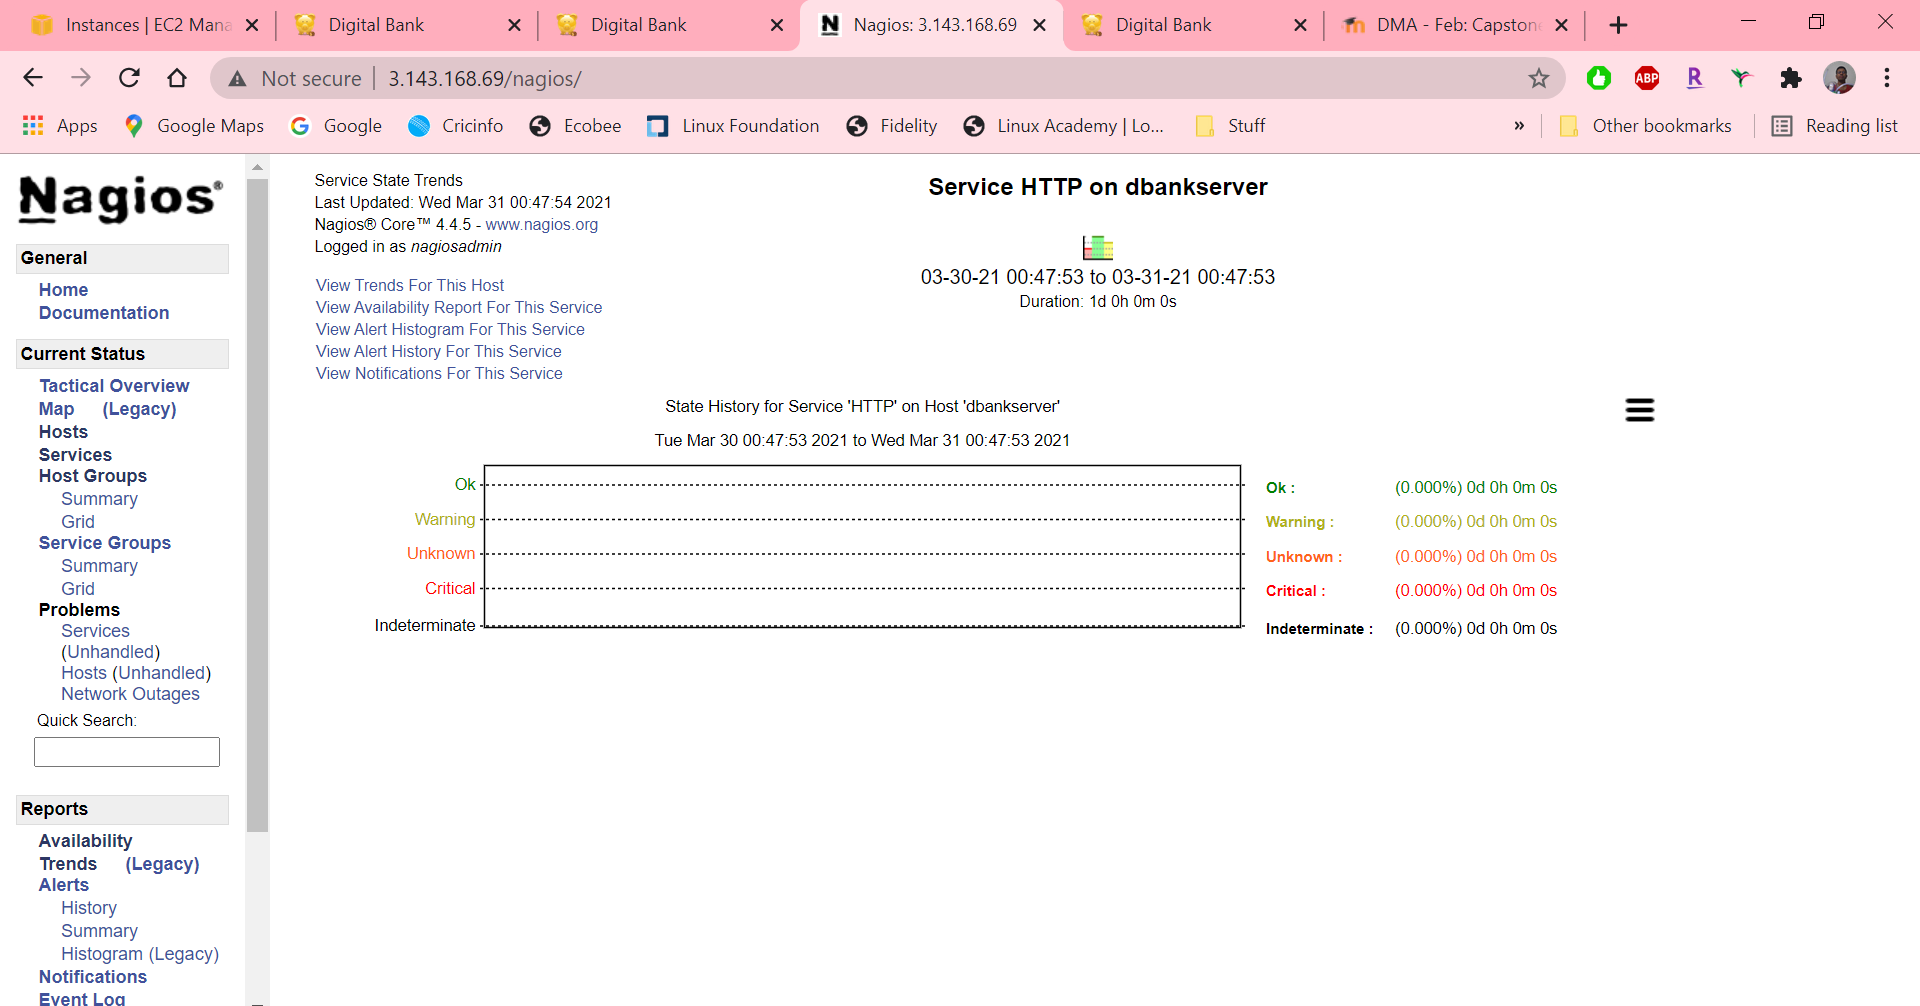 Instances | EC2 Mana
Digital Bank
Digital Bank
Nagios: 3.143.168.69
Digital Bank
DMA - Feb: Capstone
Not secure
3.143.168.69/nagios/
ABP
R
Apps
Google Maps
Google
Cricinfo
Ecobee
Linux Foundation
Fidelity
Linux Academy | Lo...
Stuff
»
Other bookmarks
Reading list
Nagios®
General
Home
Documentation
Current Status
Tactical Overview
Map (Legacy)
Hosts
Services
Host Groups
Summary
Grid
Service Groups
Summary
Grid
Problems
Services
(Unhandled)
Hosts (Unhandled)
Network Outages
Quick Search:
Reports
Availability
Trends (Legacy)
Alerts
History
Summary
Histogram (Legacy)
Notifications
Event Log
Service State Trends
Last Updated: Wed Mar 31 00:47:54 2021
Nagios® Core™ 4.4.5 - www.nagios.org
Logged in as nagiosadmin
View Trends For This Host
View Availability Report For This Service
View Alert Histogram For This Service
View Alert History For This Service
View Notifications For This Service
Service HTTP on dbankserver
03-30-21 00:47:53 to 03-31-21 00:47:53
Duration: 1d 0h 0m 0s
State History for Service 'HTTP' on Host 'dbankserver'
Tue Mar 30 00:47:53 2021 to Wed Mar 31 00:47:53 2021
Ok
Warning
Unknown
Critical
Indeterminate
Ok : (0.000%) 0d 0h 0m 0s
Warning : (0.000%) 0d 0h 0m 0s
Unknown : (0.000%) 0d 0h 0m 0s
Critical : (0.000%) 0d 0h 0m 0s
Indeterminate : (0.000%) 0d 0h 0m 0s